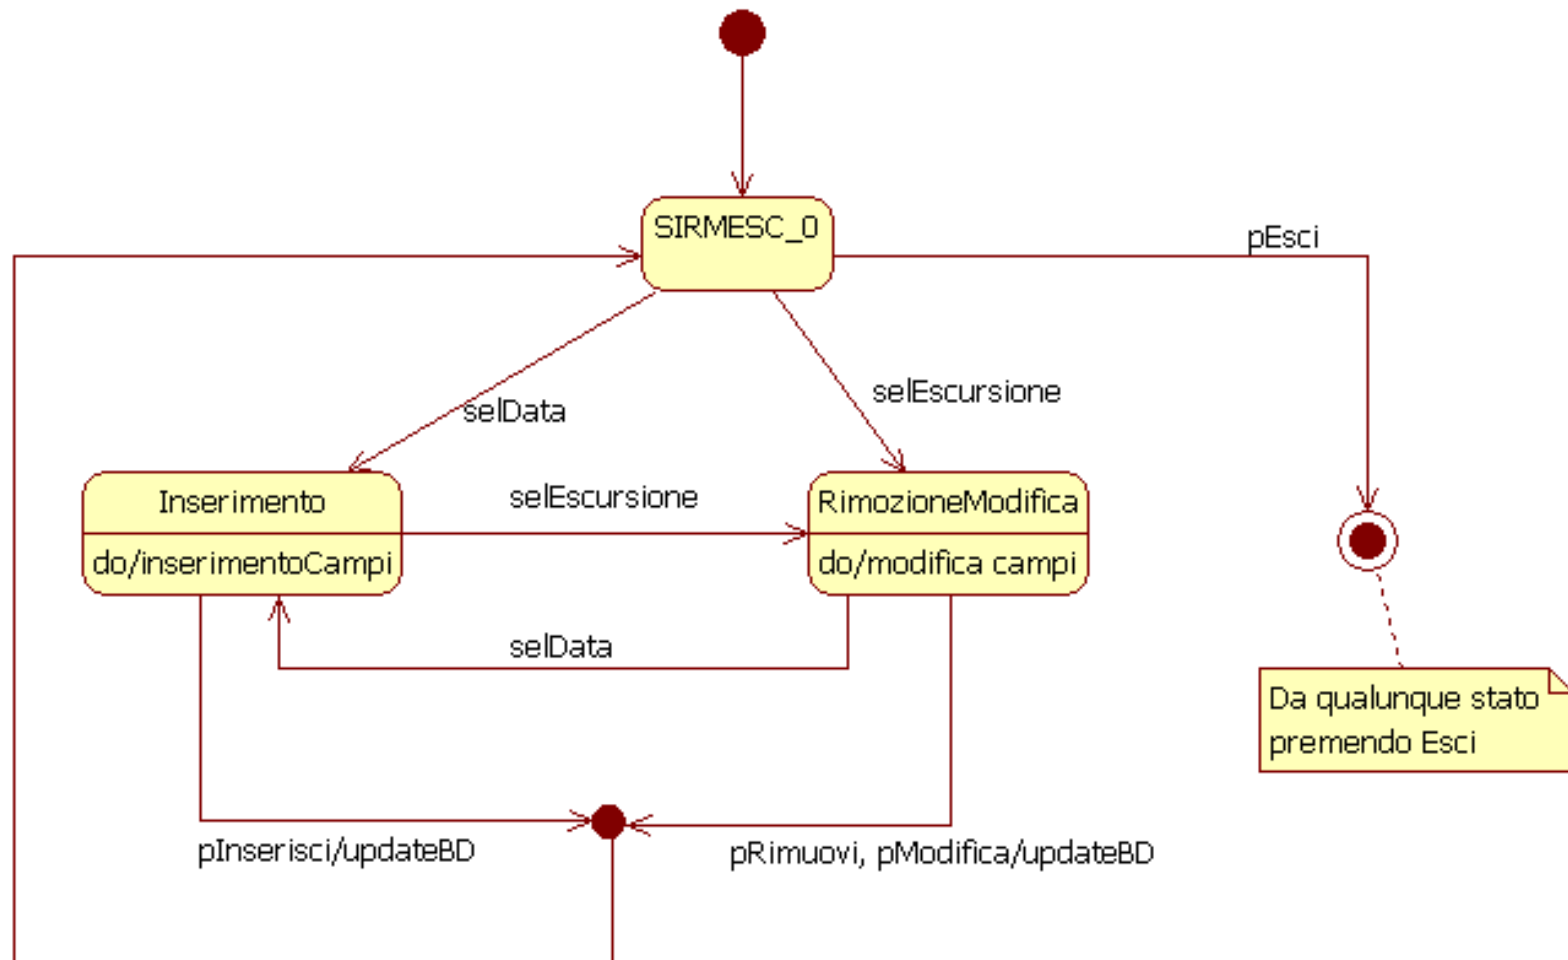 SIRMESC_0
pEsci
selData
selEscursione
Inserimento
do/inserimentoCampi
selEscursione
RimozioneModifica
do/modifica campi
selData
Da qualunque stato
premendo Esci
pInserisci/updateBD
pRimuovi, pModifica/updateBD